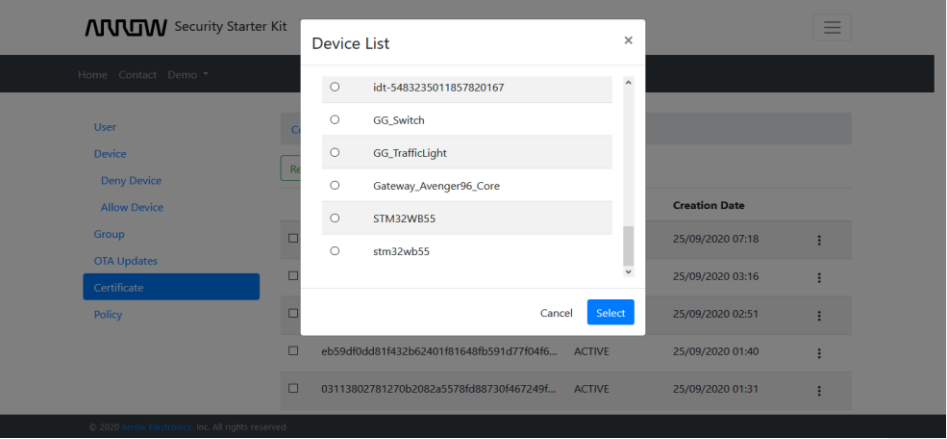 ARROW Security Starter Kit
Device List ×
Home Contact Demo
idt-5483235011857820167
GG_Switch
GG_TrafficLight
Gateway_Avenger96_Core
STM32WB55
stm32wb55
Cancel Select
User
Device
Deny Device
Allow Device
Group
OTA Updates
Certificate
Policy
Creation Date
25/09/2020 07:18
25/09/2020 03:16
25/09/2020 02:51
eb59df0dd81f432b62401f81648fb591d77f04f6... ACTIVE 25/09/2020 01:40
03113802781270b2082a5578fd88730f467249f... ACTIVE 25/09/2020 01:31
© 2020 Arrow Electronics, Inc. All rights reserved